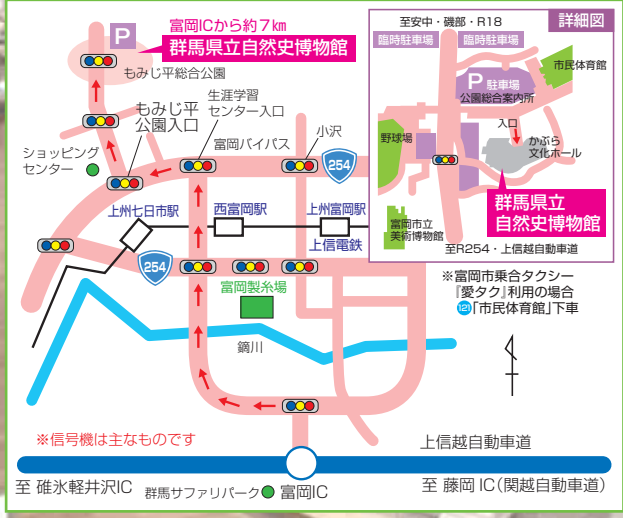 富岡ICから約7km
P
群馬県立自然史博物館
もみじ平総合公園
もみじ平
公園入口
生涯学習
センター入口
小沢
富岡バイパス
254
ショッピング
センター
上州七日市駅
西富岡駅
上州富岡駅
上信電鉄
254
富岡製糸場
鏑川
※信号機は主なものです
上信越自動車道
至 碓氷軽井沢IC
群馬サファリパーク
富岡IC
至 藤岡IC(関越自動車道)
詳細図
至安中・磯部・R18
臨時駐車場
臨時駐車場
市民体育館
P 駐車場
公園総合案内所
入口
野球場
かぶら
文化ホール
群馬県立
自然史博物館
富岡市立
美術博物館
至R254・上信越自動車道
※富岡市乗合タクシー
『愛タク』利用の場合
121「市民体育館」下車